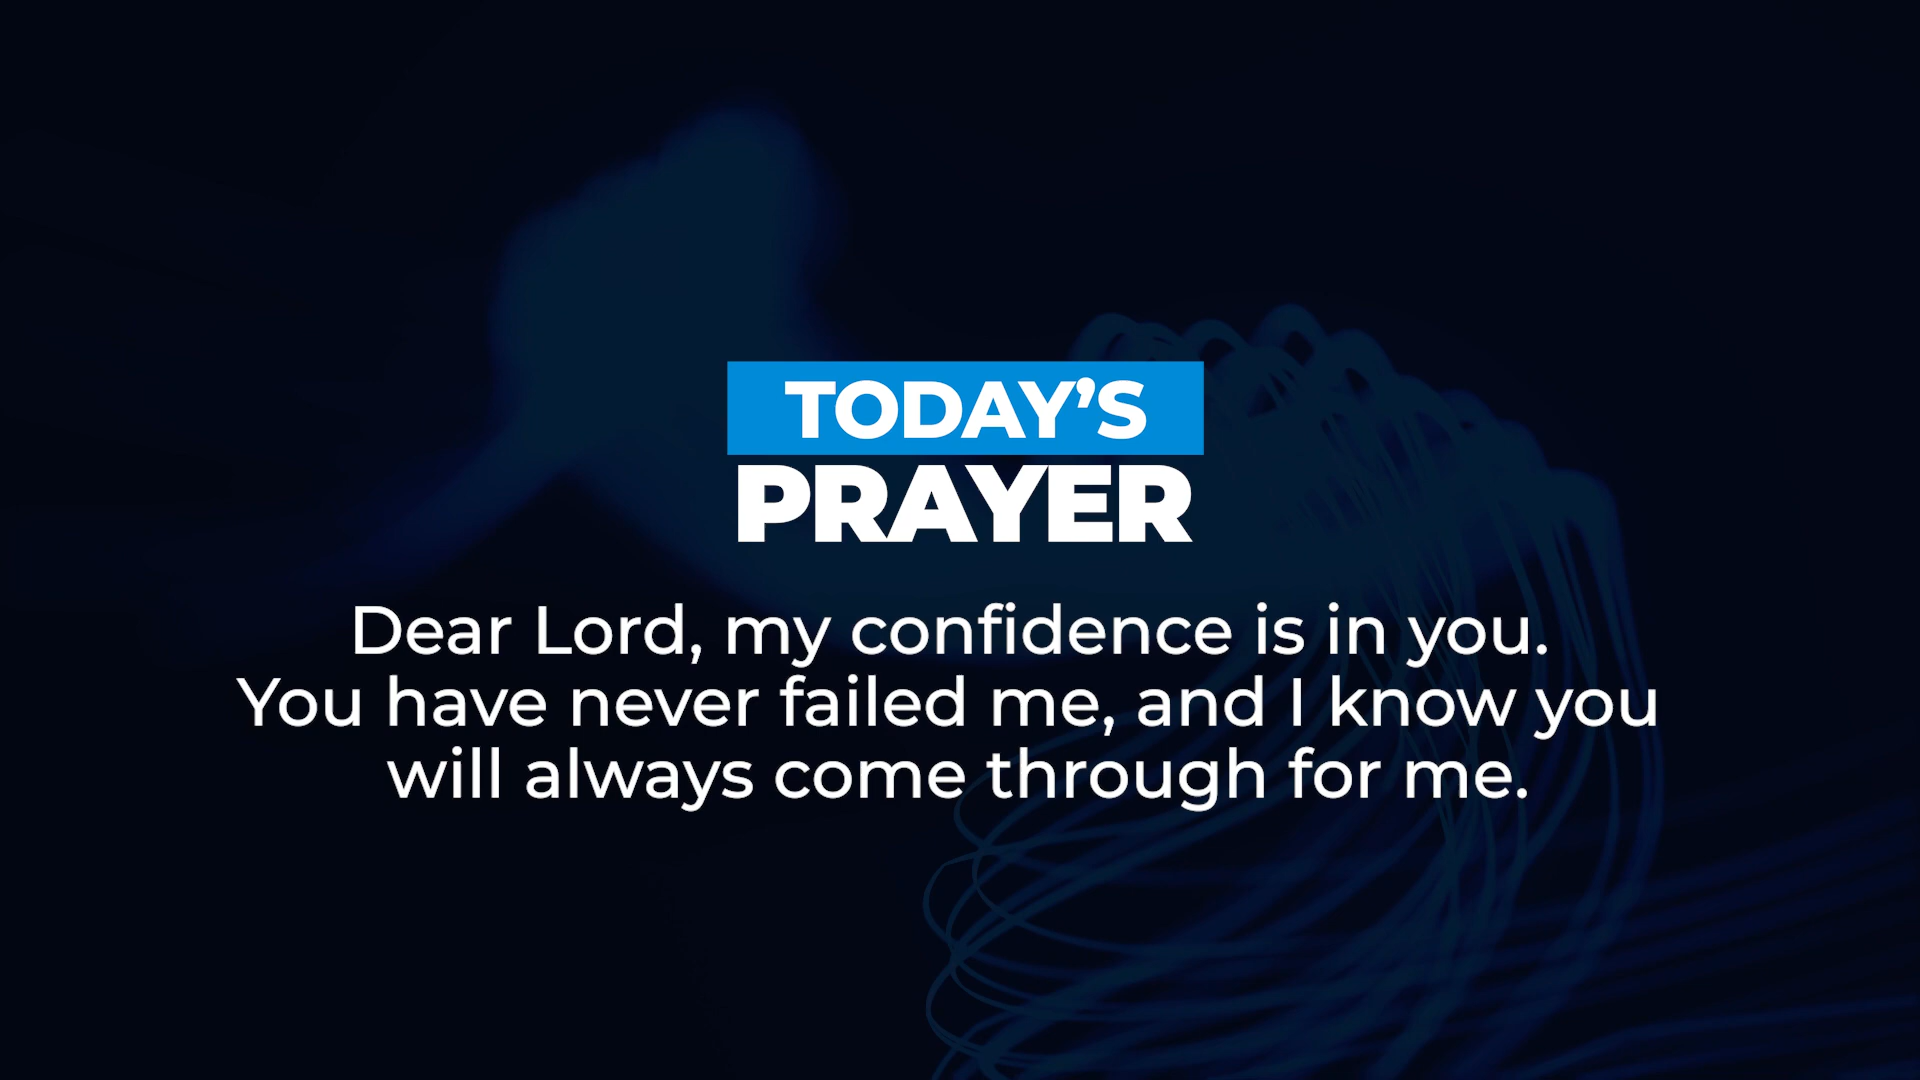 TODAY’S
PRAYER
Dear Lord, my confidence is in you.
You have never failed me, and I know you
will always come through for me.